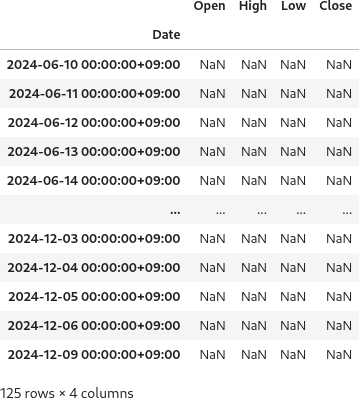 Open High Low Close
Date
2024-06-10 00:00:00+09:00 NaN NaN NaN NaN
2024-06-11 00:00:00+09:00 NaN NaN NaN NaN
2024-06-12 00:00:00+09:00 NaN NaN NaN NaN
2024-06-13 00:00:00+09:00 NaN NaN NaN NaN
2024-06-14 00:00:00+09:00 NaN NaN NaN NaN
... ... ... ... ...
2024-12-03 00:00:00+09:00 NaN NaN NaN NaN
2024-12-04 00:00:00+09:00 NaN NaN NaN NaN
2024-12-05 00:00:00+09:00 NaN NaN NaN NaN
2024-12-06 00:00:00+09:00 NaN NaN NaN NaN
2024-12-09 00:00:00+09:00 NaN NaN NaN NaN
125 rows × 4 columns